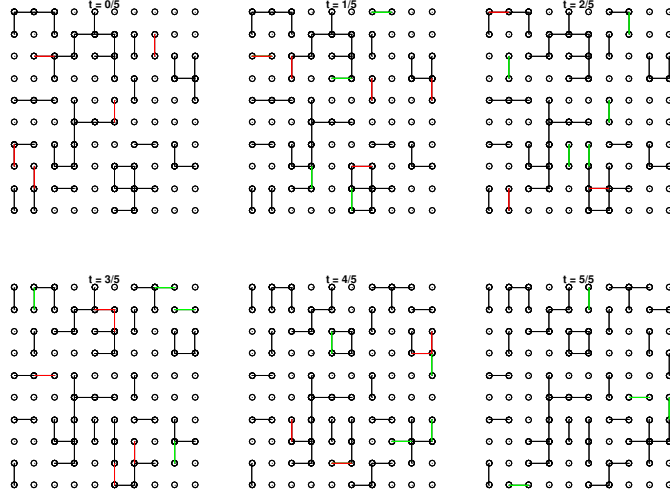 t = 0/5
t = 1/5
t = 2/5
t = 3/5
t = 4/5
t = 5/5